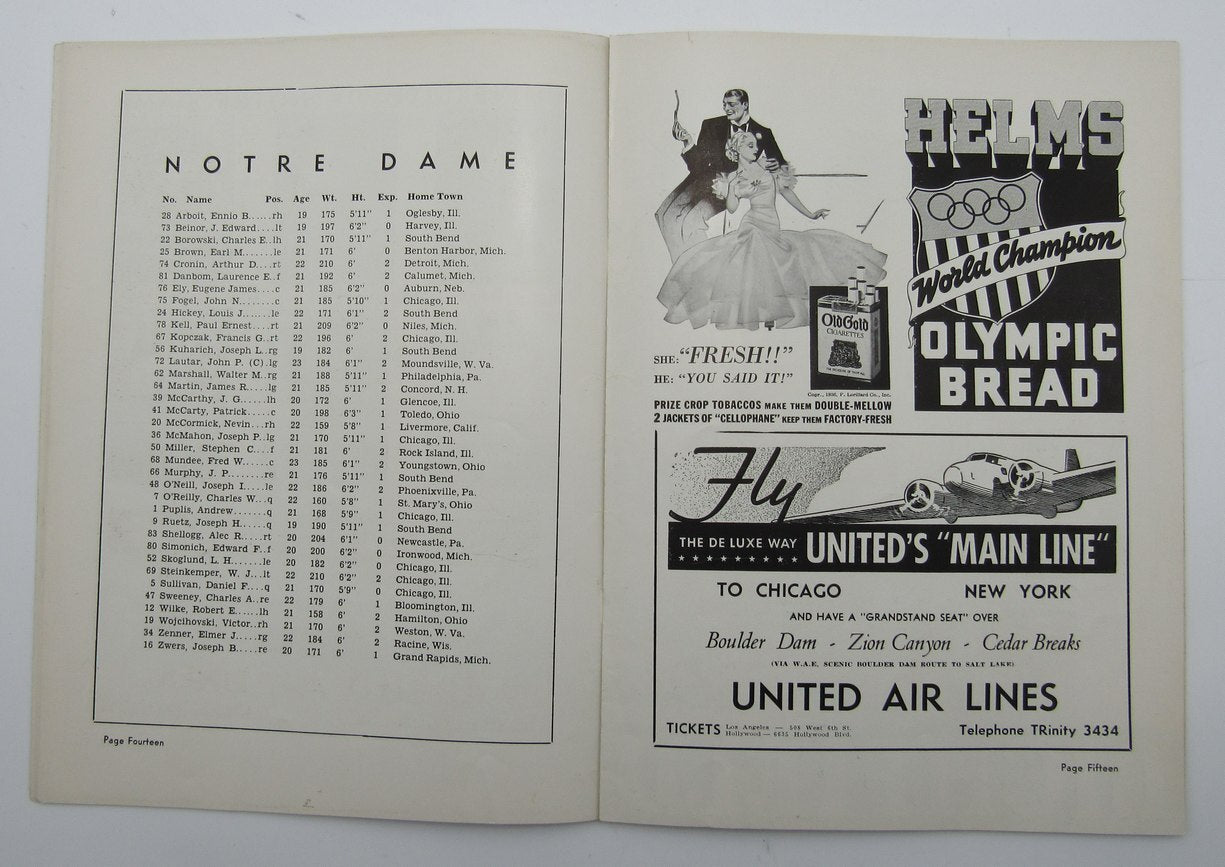 NOTRE DAME
No. Name Pos. Age Wt. Ht. Exp. Home Town
28 Arboit, Ennio B......rh 19 175 5'11" 1 Oglesby, Ill.
73 Beinor, J. Edward....lt 19 197 6'2" 0 Harvey, Ill.
22 Borowski, Charles E..lh 21 170 5'11" 1 South Bend
25 Brown, Earl M.......le 21 171 6' 0 Benton Harbor, Mich.
74 Cronin, Arthur D....rt 22 210 6' 2 Detroit, Mich.
81 Danbom, Laurence E..f 21 192 6' 2 Calumet, Mich.
76 Ely, Eugene James....c 21 185 6'2" 0 Auburn, Neb.
75 Fogel, John N........c 21 185 5'10" 1 Chicago, Ill.
24 Hickey, Louis J......le 22 171 6'1" 2 South Bend
78 Kell, Paul Ernest....rt 21 209 6'2" 0 Niles, Mich.
67 Kopczak, Francis G..rt 22 196 6' 2 Chicago, Ill.
56 Kuharich, Joseph L..rg 19 182 6' 1 South Bend
72 Lautar, John P. (C).lg 23 184 6'1" 2 Moundsville, W. Va.
62 Marshall, Walter M..rg 21 188 5'11" 1 Philadelphia, Pa.
64 Martin, James R.....lg 21 185 5'11" 2 Concord, N. H.
39 McCarthy, J. G......lh 20 172 6' 1 Glencoe, Ill.
41 McCarty, Patrick.....c 20 198 6'3" 1 Toledo, Ohio
20 McCormick, Nevin...rh 22 159 5'8" 1 Livermore, Calif.
36 McMahon, Joseph P..lg 21 170 5'11" 1 Chicago, Ill.
50 Miller, Stephen C....f 21 181 6' 2 Rock Island, Ill.
68 Mundee, Fred W......c 23 185 6'1" 2 Youngstown, Ohio
66 Murphy, J. P........re 21 176 5'11" 1 South Bend
48 O'Neill, Joseph I.....le 22 186 6'2" 2 Phoenixville, Pa.
7 O'Reilly, Charles W...q 22 160 5'8" 1 St. Mary's, Ohio
1 Puplis, Andrew.......q 21 168 5'9" 1 Chicago, Ill.
9 Ruetz, Joseph H......q 19 190 5'11" 1 South Bend
83 Shellogg, Alec R.....rt 20 204 6'1" 0 Newcastle, Pa.
80 Simonich, Edward F..f 20 200 6'2" 0 Ironwood, Mich.
52 Skoglund, L. H......le 20 182 6'2" 0 Chicago, Ill.
69 Steinkemper, W. J...lt 22 210 6'2" 2 Chicago, Ill.
5 Sullivan, Daniel F....q 21 170 5'9" 0 Chicago, Ill.
47 Sweeney, Charles A..re 22 179 6' 1 Bloomington, Ill.
12 Wilke, Robert E.....lh 21 158 6' 2 Hamilton, Ohio
19 Wojcihovski, Victor..rh 21 170 6' 2 Weston, W. Va.
34 Zenner, Elmer J.....rg 22 184 6' 2 Racine, Wis.
16 Zwers, Joseph B.....re 20 171 6' 1 Grand Rapids, Mich.
Page Fourteen
Old Gold
CIGARETTES
SHE: "FRESH!!"
HE: "YOU SAID IT!"
Copr., 1936, P. Lorillard Co., Inc.
PRIZE CROP TOBACCOS MAKE THEM DOUBLE-MELLOW
2 JACKETS OF "CELLOPHANE" KEEP THEM FACTORY-FRESH
HELMS
World Champion
OLYMPIC
BREAD
Fly
THE DE LUXE WAY UNITED'S "MAIN LINE"
TO CHICAGO NEW YORK
AND HAVE A "GRANDSTAND SEAT" OVER
Boulder Dam - Zion Canyon - Cedar Breaks
(VIA W.A.E. SCENIC BOULDER DAM ROUTE TO SALT LAKE)
UNITED AIR LINES
TICKETS Los Angeles — 508 West 6th St.
Hollywood — 6635 Hollywood Blvd.
Telephone TRinity 3434
Page Fifteen